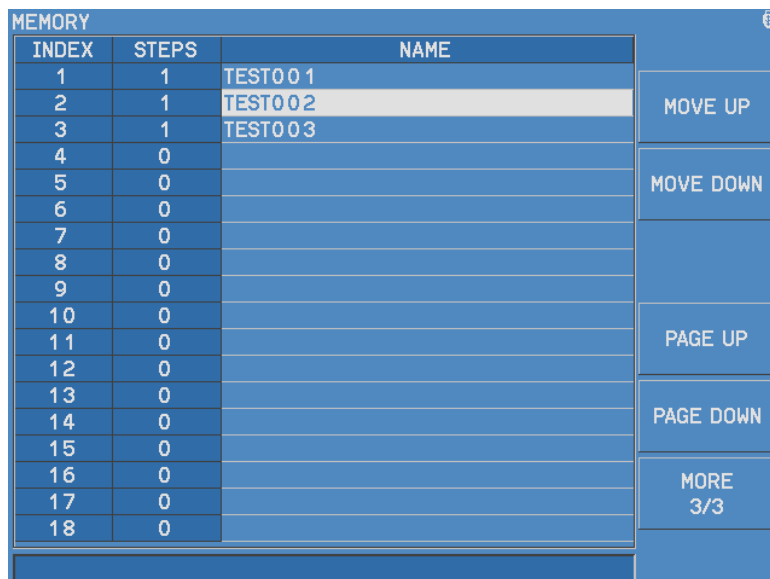 MEMORY
INDEX STEPS NAME
1 1 TEST001
2 1 TEST002
3 1 TEST003
4 0
5 0
6 0
7 0
8 0
9 0
10 0
11 0
12 0
13 0
14 0
15 0
16 0
17 0
18 0
MOVE UP
MOVE DOWN
PAGE UP
PAGE DOWN
MORE
3/3